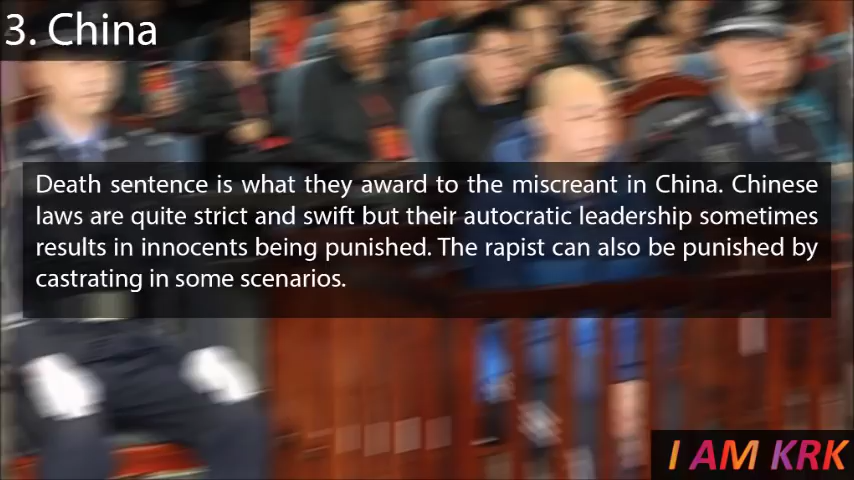 3. China
Death sentence is what they award to the miscreant in China. Chinese
laws are quite strict and swift but their autocratic leadership sometimes
results in innocents being punished. The rapist can also be punished by
castrating in some scenarios.
I AM KRK